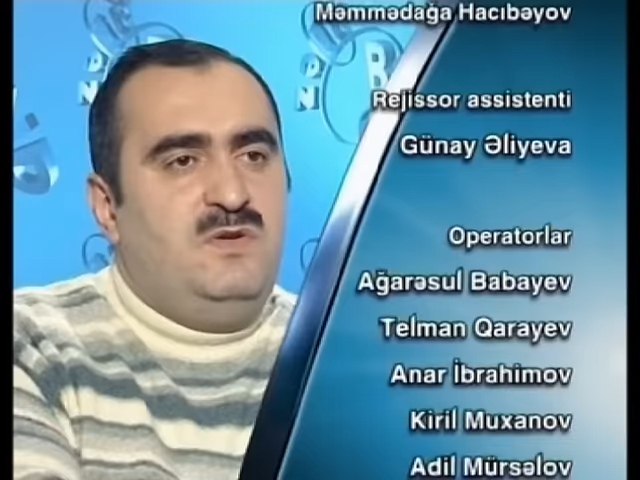 Məmmədağa Hacıbəyov
Rejissor assistenti
Günay Əliyeva
Operatorlar
Ağarəsul Babayev
Telman Qarayev
Anar İbrahimov
Kiril Muxanov
Adil Mürsəlov